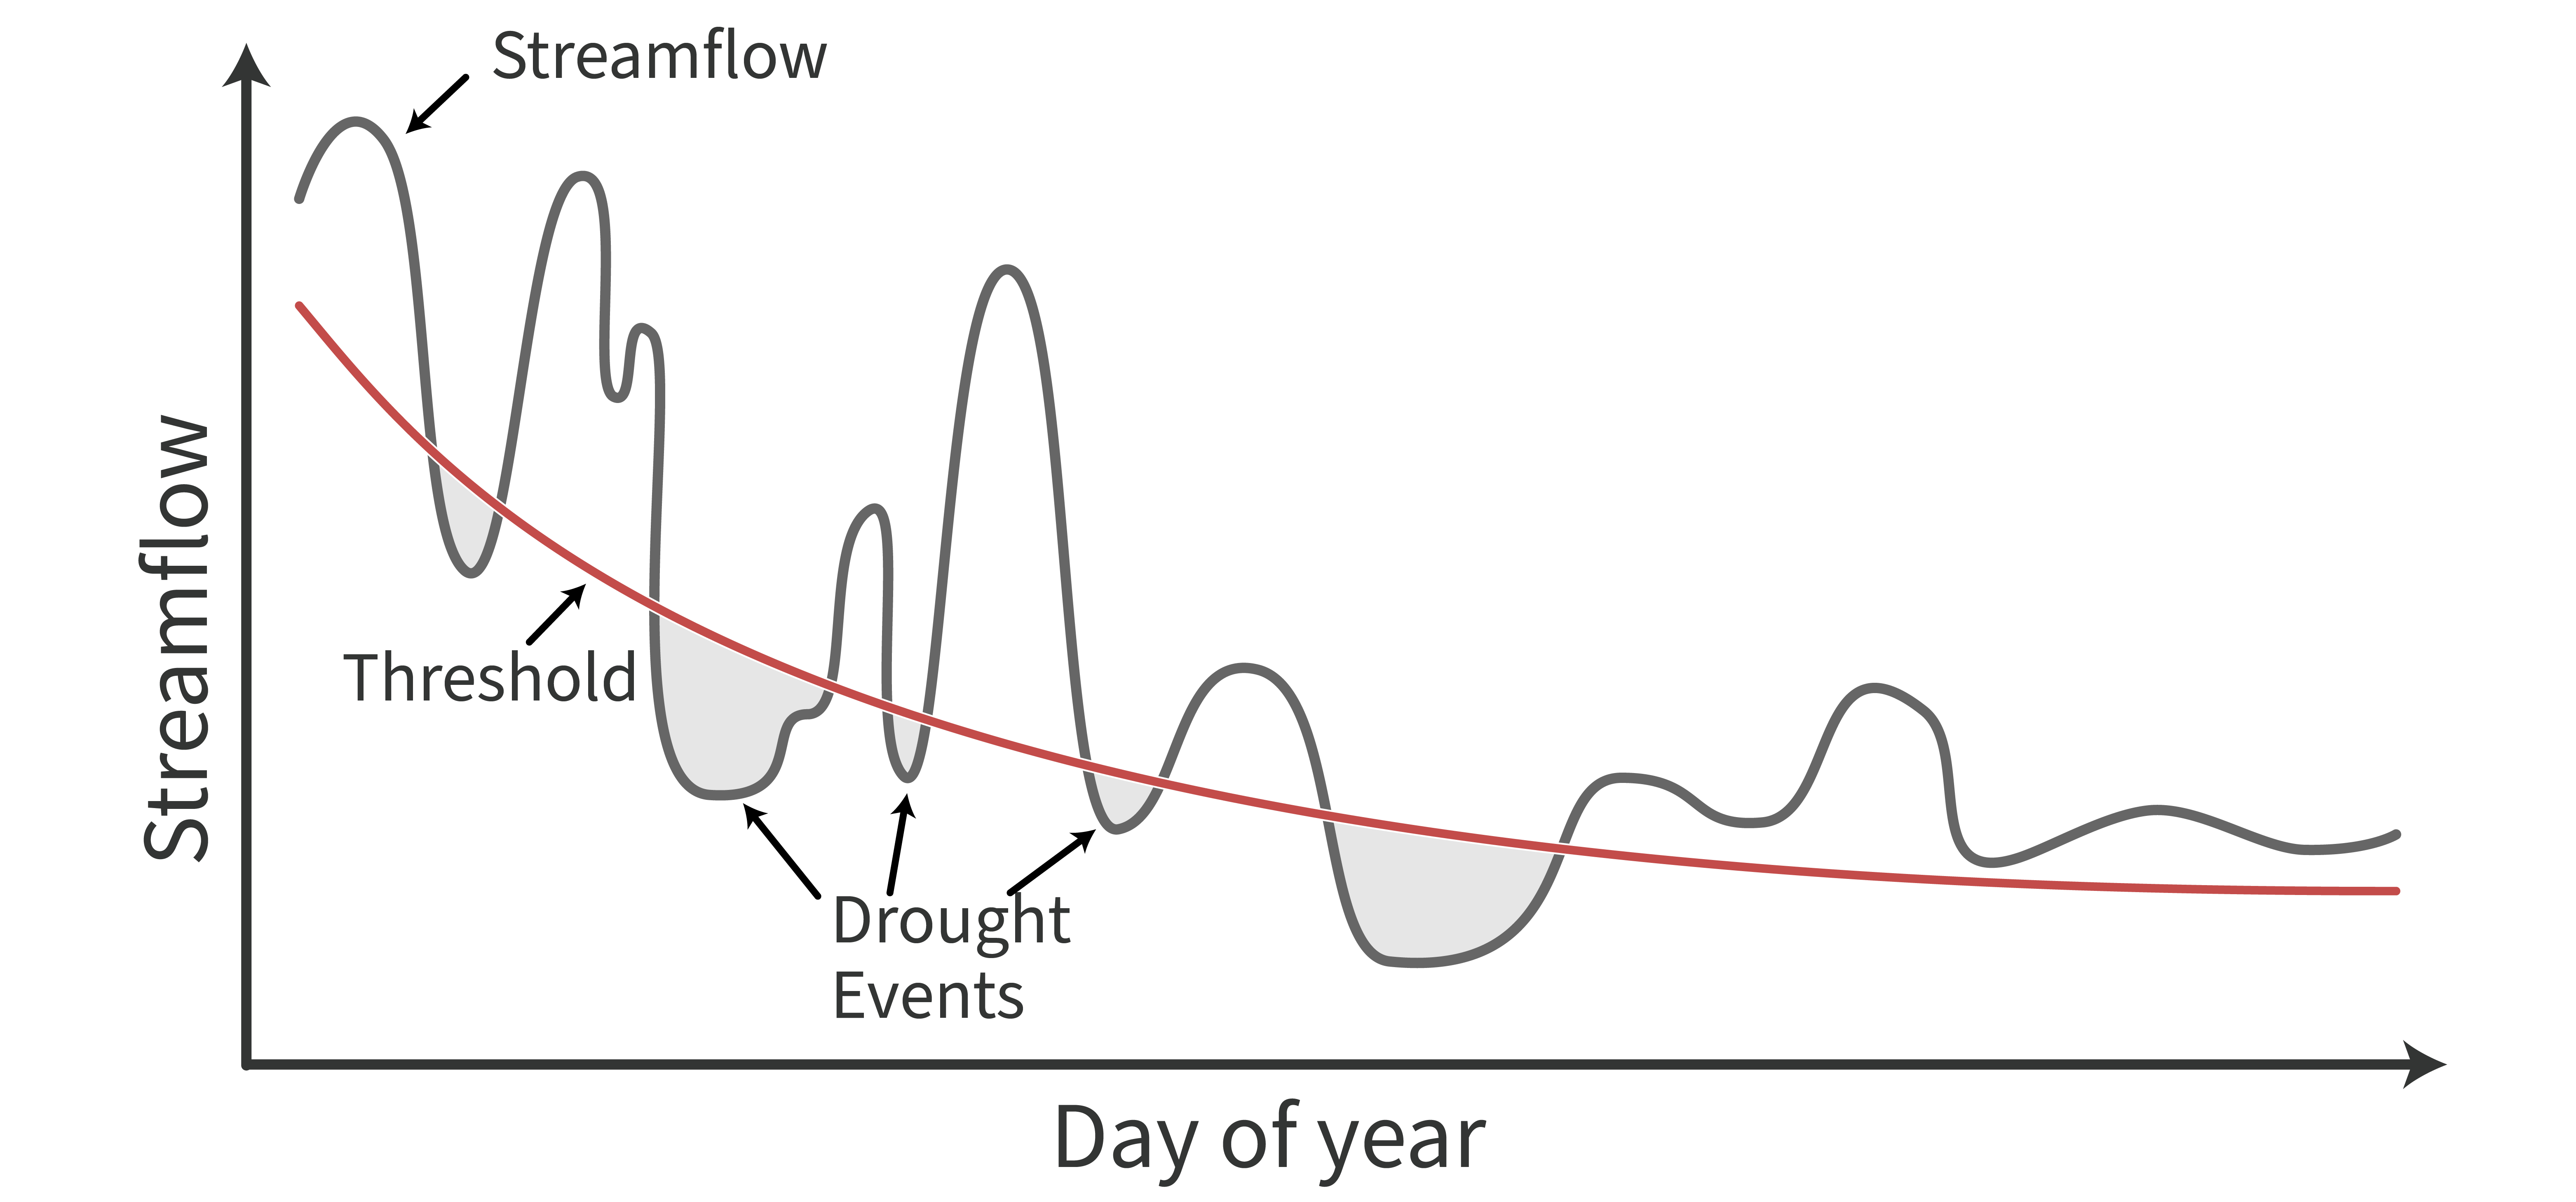 Streamflow
Streamflow
Threshold
Drought
Events
Day of year